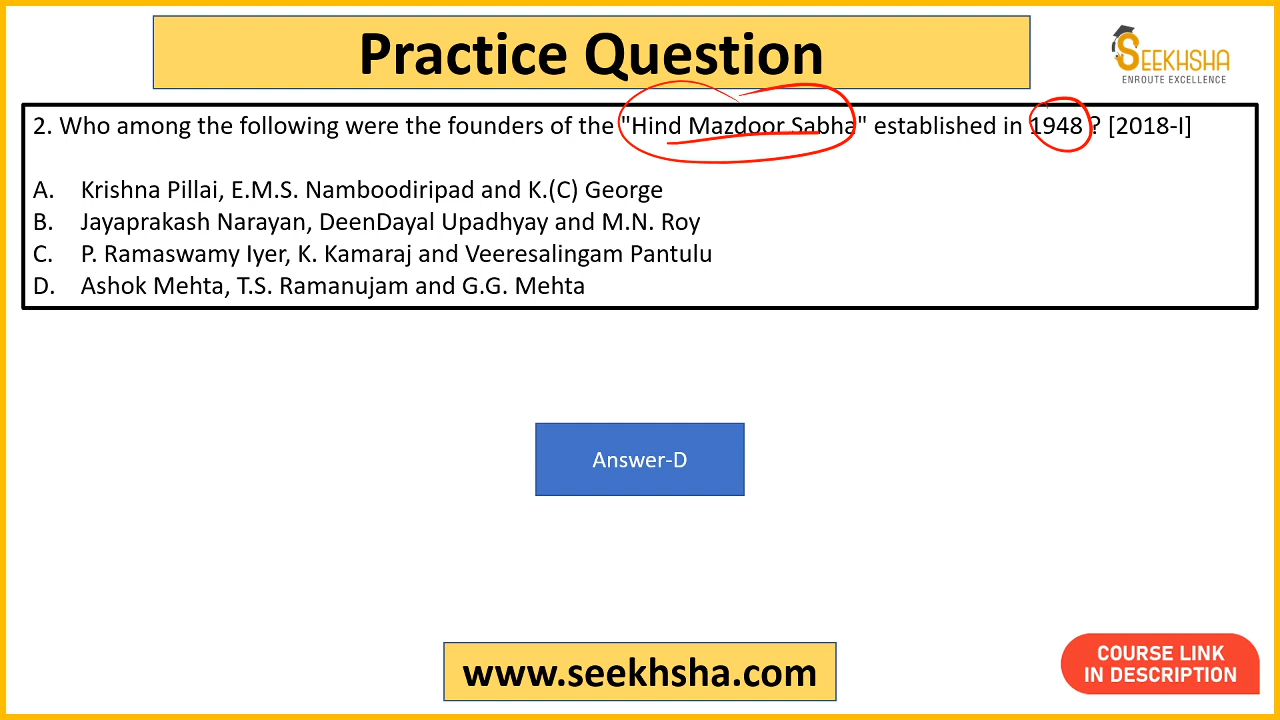 Practice Question
SEEKHSHA
ENROUTE EXCELLENCE
2. Who among the following were the founders of the "Hind Mazdoor Sabha" established in 1948 ? [2018-I]
A. Krishna Pillai, E.M.S. Namboodiripad and K.(C) George
B. Jayaprakash Narayan, DeenDayal Upadhyay and M.N. Roy
C. P. Ramaswamy Iyer, K. Kamaraj and Veeresalingam Pantulu
D. Ashok Mehta, T.S. Ramanujam and G.G. Mehta
Answer-D
www.seekhsha.com
COURSE LINK
IN DESCRIPTION